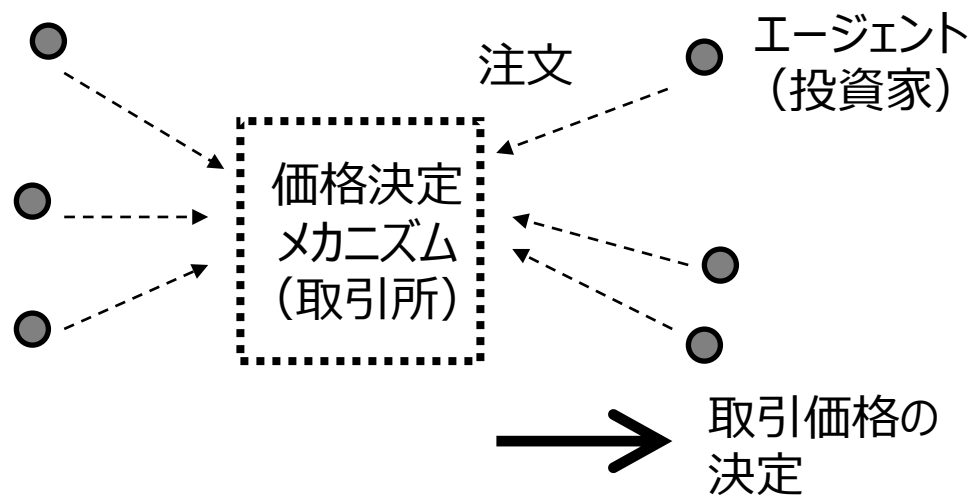 エージェント
（投資家）
注文
価格決定
メカニズム
（取引所）
取引価格の
決定